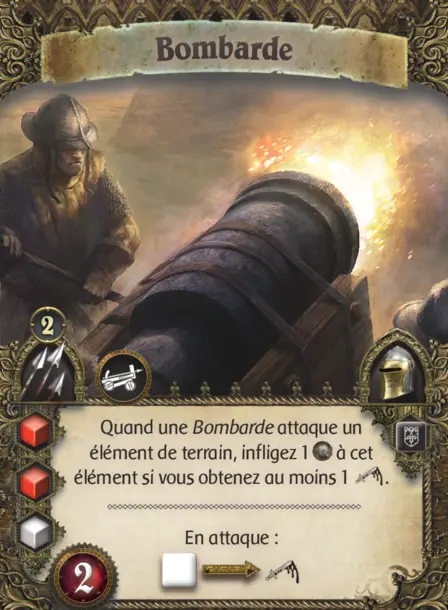 Bombarde
2
Quand une Bombarde attaque un
élément de terrain, infligez 1 à cet
élément si vous obtenez au moins 1 .
En attaque :
2